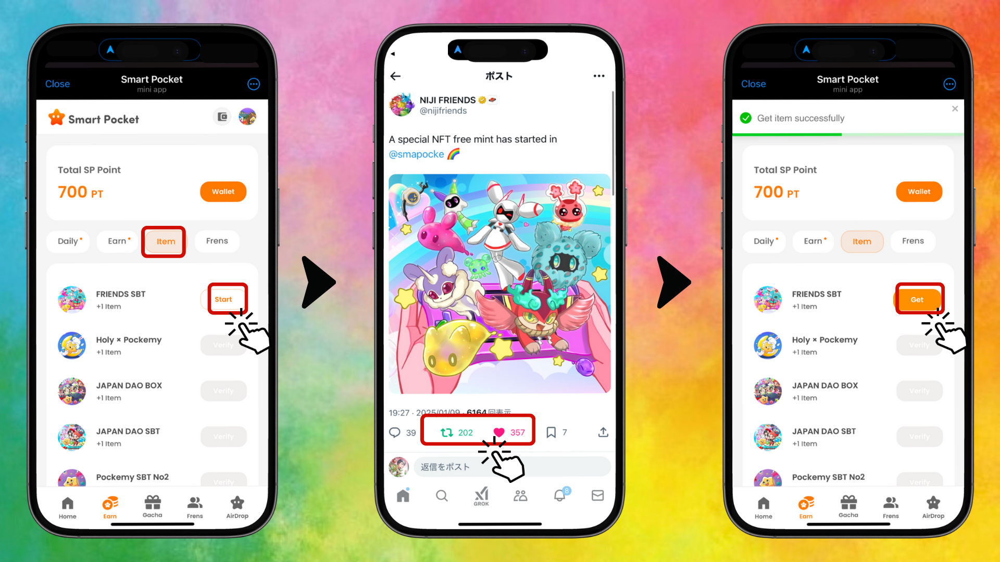 Close
Smart Pocket
mini app
Smart Pocket
Total SP Point
700 PT
Wallet
Daily
Earn
Item
Frens
FRIENDS SBT
+1 Item
Start
Holy × Pockemy
+1 Item
Verify
JAPAN DAO BOX
+1 Item
Verify
JAPAN DAO SBT
+1 Item
Verify
Pockemy SBT No2
Verify
Home
Earn
Gacha
Frens
AirDrop
ポスト
NIJI FRIENDS
@nijifriends
A special NFT free mint has started in
@smapocke 🌈
19:27 · 2025/01/09 · 6164 回表示
39
202
357
7
返信をポスト
8
GROK
Close
Smart Pocket
mini app
Get item successfully
Total SP Point
700 PT
Wallet
Daily
Earn
Item
Frens
FRIENDS SBT
+1 Item
Get
Holy × Pockemy
+1 Item
Verify
JAPAN DAO BOX
+1 Item
Verify
JAPAN DAO SBT
+1 Item
Verify
Pockemy SBT No2
Verify
Home
Earn
Gacha
Frens
AirDrop